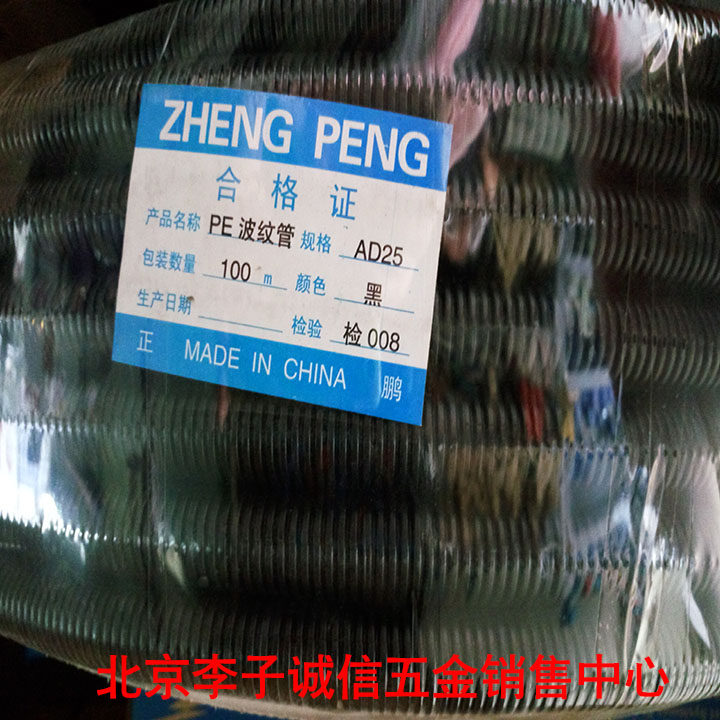 ZHENG PENG
合格证
产品名称 PE 波纹管 规格 AD25
包装数量 100 m 颜色 黑
生产日期 检验 检 008
正 MADE IN CHINA 鹏
北京李子诚信五金销售中心